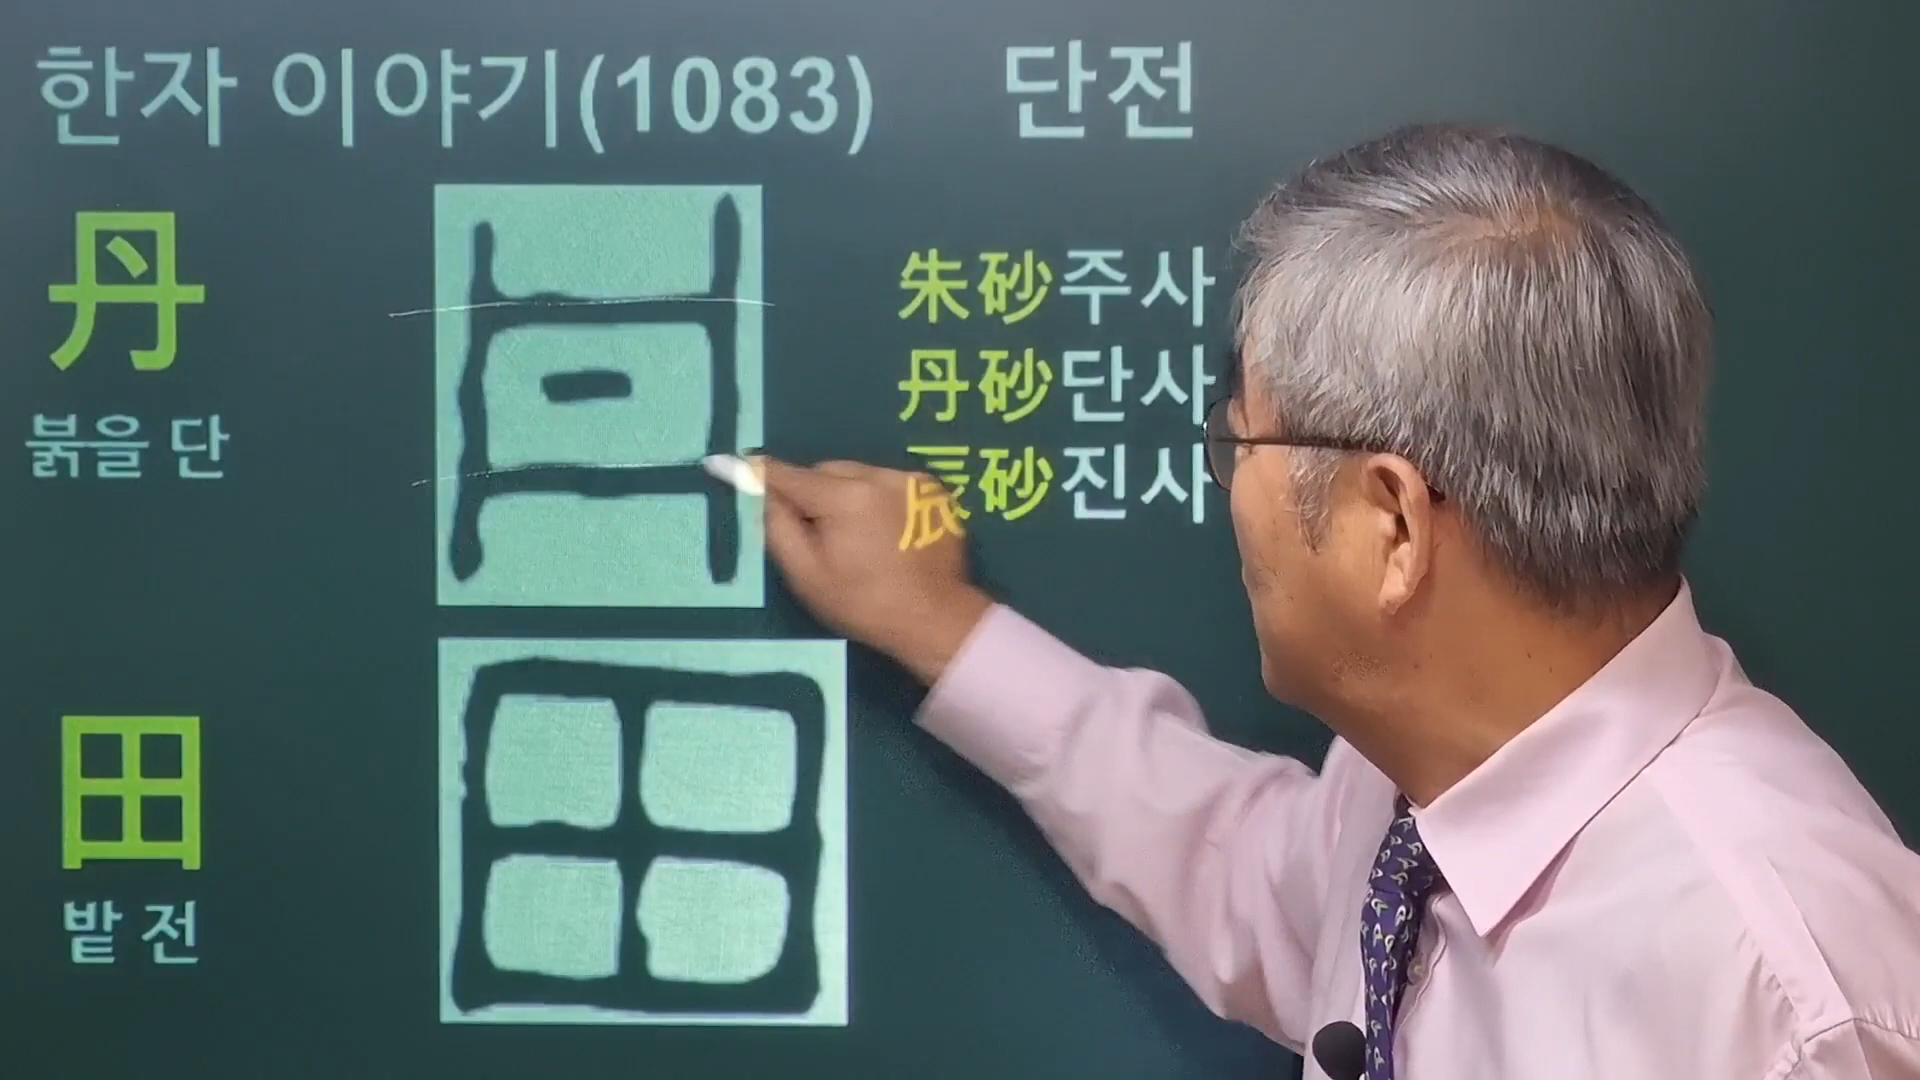 한자 이야기(1083) 단전
丹
붉을 단
朱砂주사
丹砂단사
辰砂진사
田
밭 전